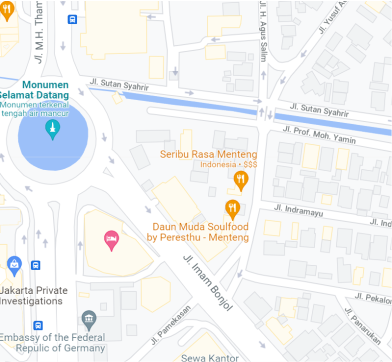 Jl. M.H. Tham
Jl. H. Agus Salim
Jl. Yusuf A
Monumen
Selamat Datang
Monumen terkenal
tengah air mancur
Jl. Sutan Syahrir
Jl. Sutan Syahrir
Jl. Prof. Moh. Yamin
Seribu Rasa Menteng
Indonesia • $$$
Daun Muda Soulfood
by Peresthu - Menteng
Jl. Indramayu
Jl. Ind
Jl. Imam Bonjol
Jakarta Private
Investigations
Jl. Pekalon
Jl. Pamekasan
Jl. Panarukan
Embassy of the Federal
Republic of Germany
Sewa Kantor